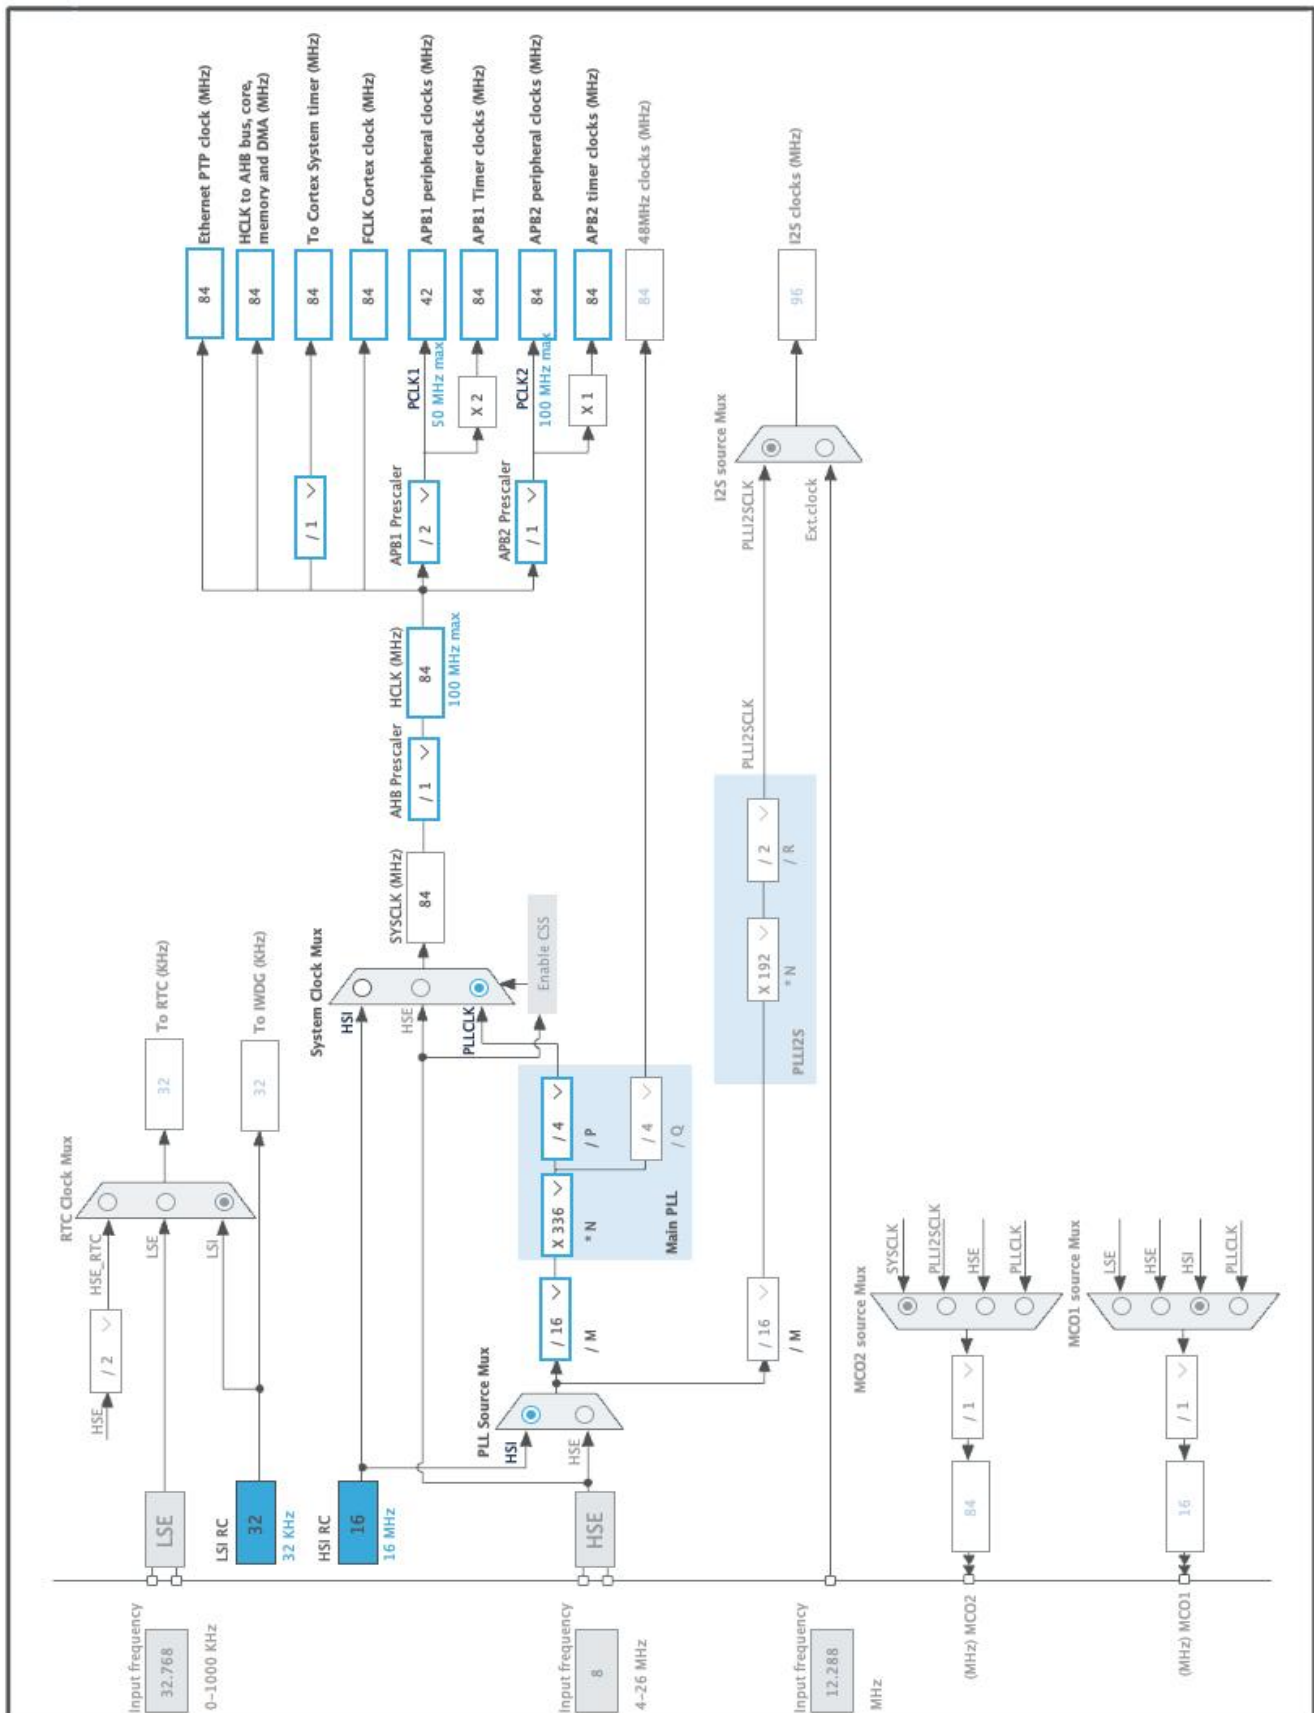 Input frequency
32.768
0-1000 KHz
LSE
HSE
/ 2
HSE_RTC
LSE
LSI
RTC Clock Mux
32
To RTC (KHz)
LSI RC
32
32 KHz
32
To IWDG (KHz)
HSI RC
16
16 MHz
System Clock Mux
HSI
HSE
PLLCLK
Enable CSS
SYSCLK (MHz)
84
AHB Prescaler
/ 1
HCLK (MHz)
84
100 MHz max
84
Ethernet PTP clock (MHz)
84
HCLK to AHB bus, core,
memory and DMA (MHz)
/ 1
84
To Cortex System timer (MHz)
84
FCLK Cortex clock (MHz)
APB1 Prescaler
/ 2
PCLK1
50 MHz max
42
APB1 peripheral clocks (MHz)
X 2
84
APB1 Timer clocks (MHz)
APB2 Prescaler
/ 1
PCLK2
100 MHz max
84
APB2 peripheral clocks (MHz)
X 1
84
APB2 timer clocks (MHz)
84
48MHz clocks (MHz)
Input frequency
8
4-26 MHz
HSE
PLL Source Mux
HSI
HSE
/ 16
/ M
X 336
* N
/ 4
/ P
/ 4
/ Q
Main PLL
/ 16
/ M
X 192
* N
/ 2
/ R
PLLI2S
PLLI2SCLK
PLLI2SCLK
I2S source Mux
Ext.clock
96
I2S clocks (MHz)
Input frequency
12.288
MHz
MCO2 source Mux
SYSCLK
PLLI2SCLK
HSE
PLLCLK
/ 1
84
(MHz) MCO2
MCO1 source Mux
LSE
HSE
HSI
PLLCLK
/ 1
16
(MHz) MCO1